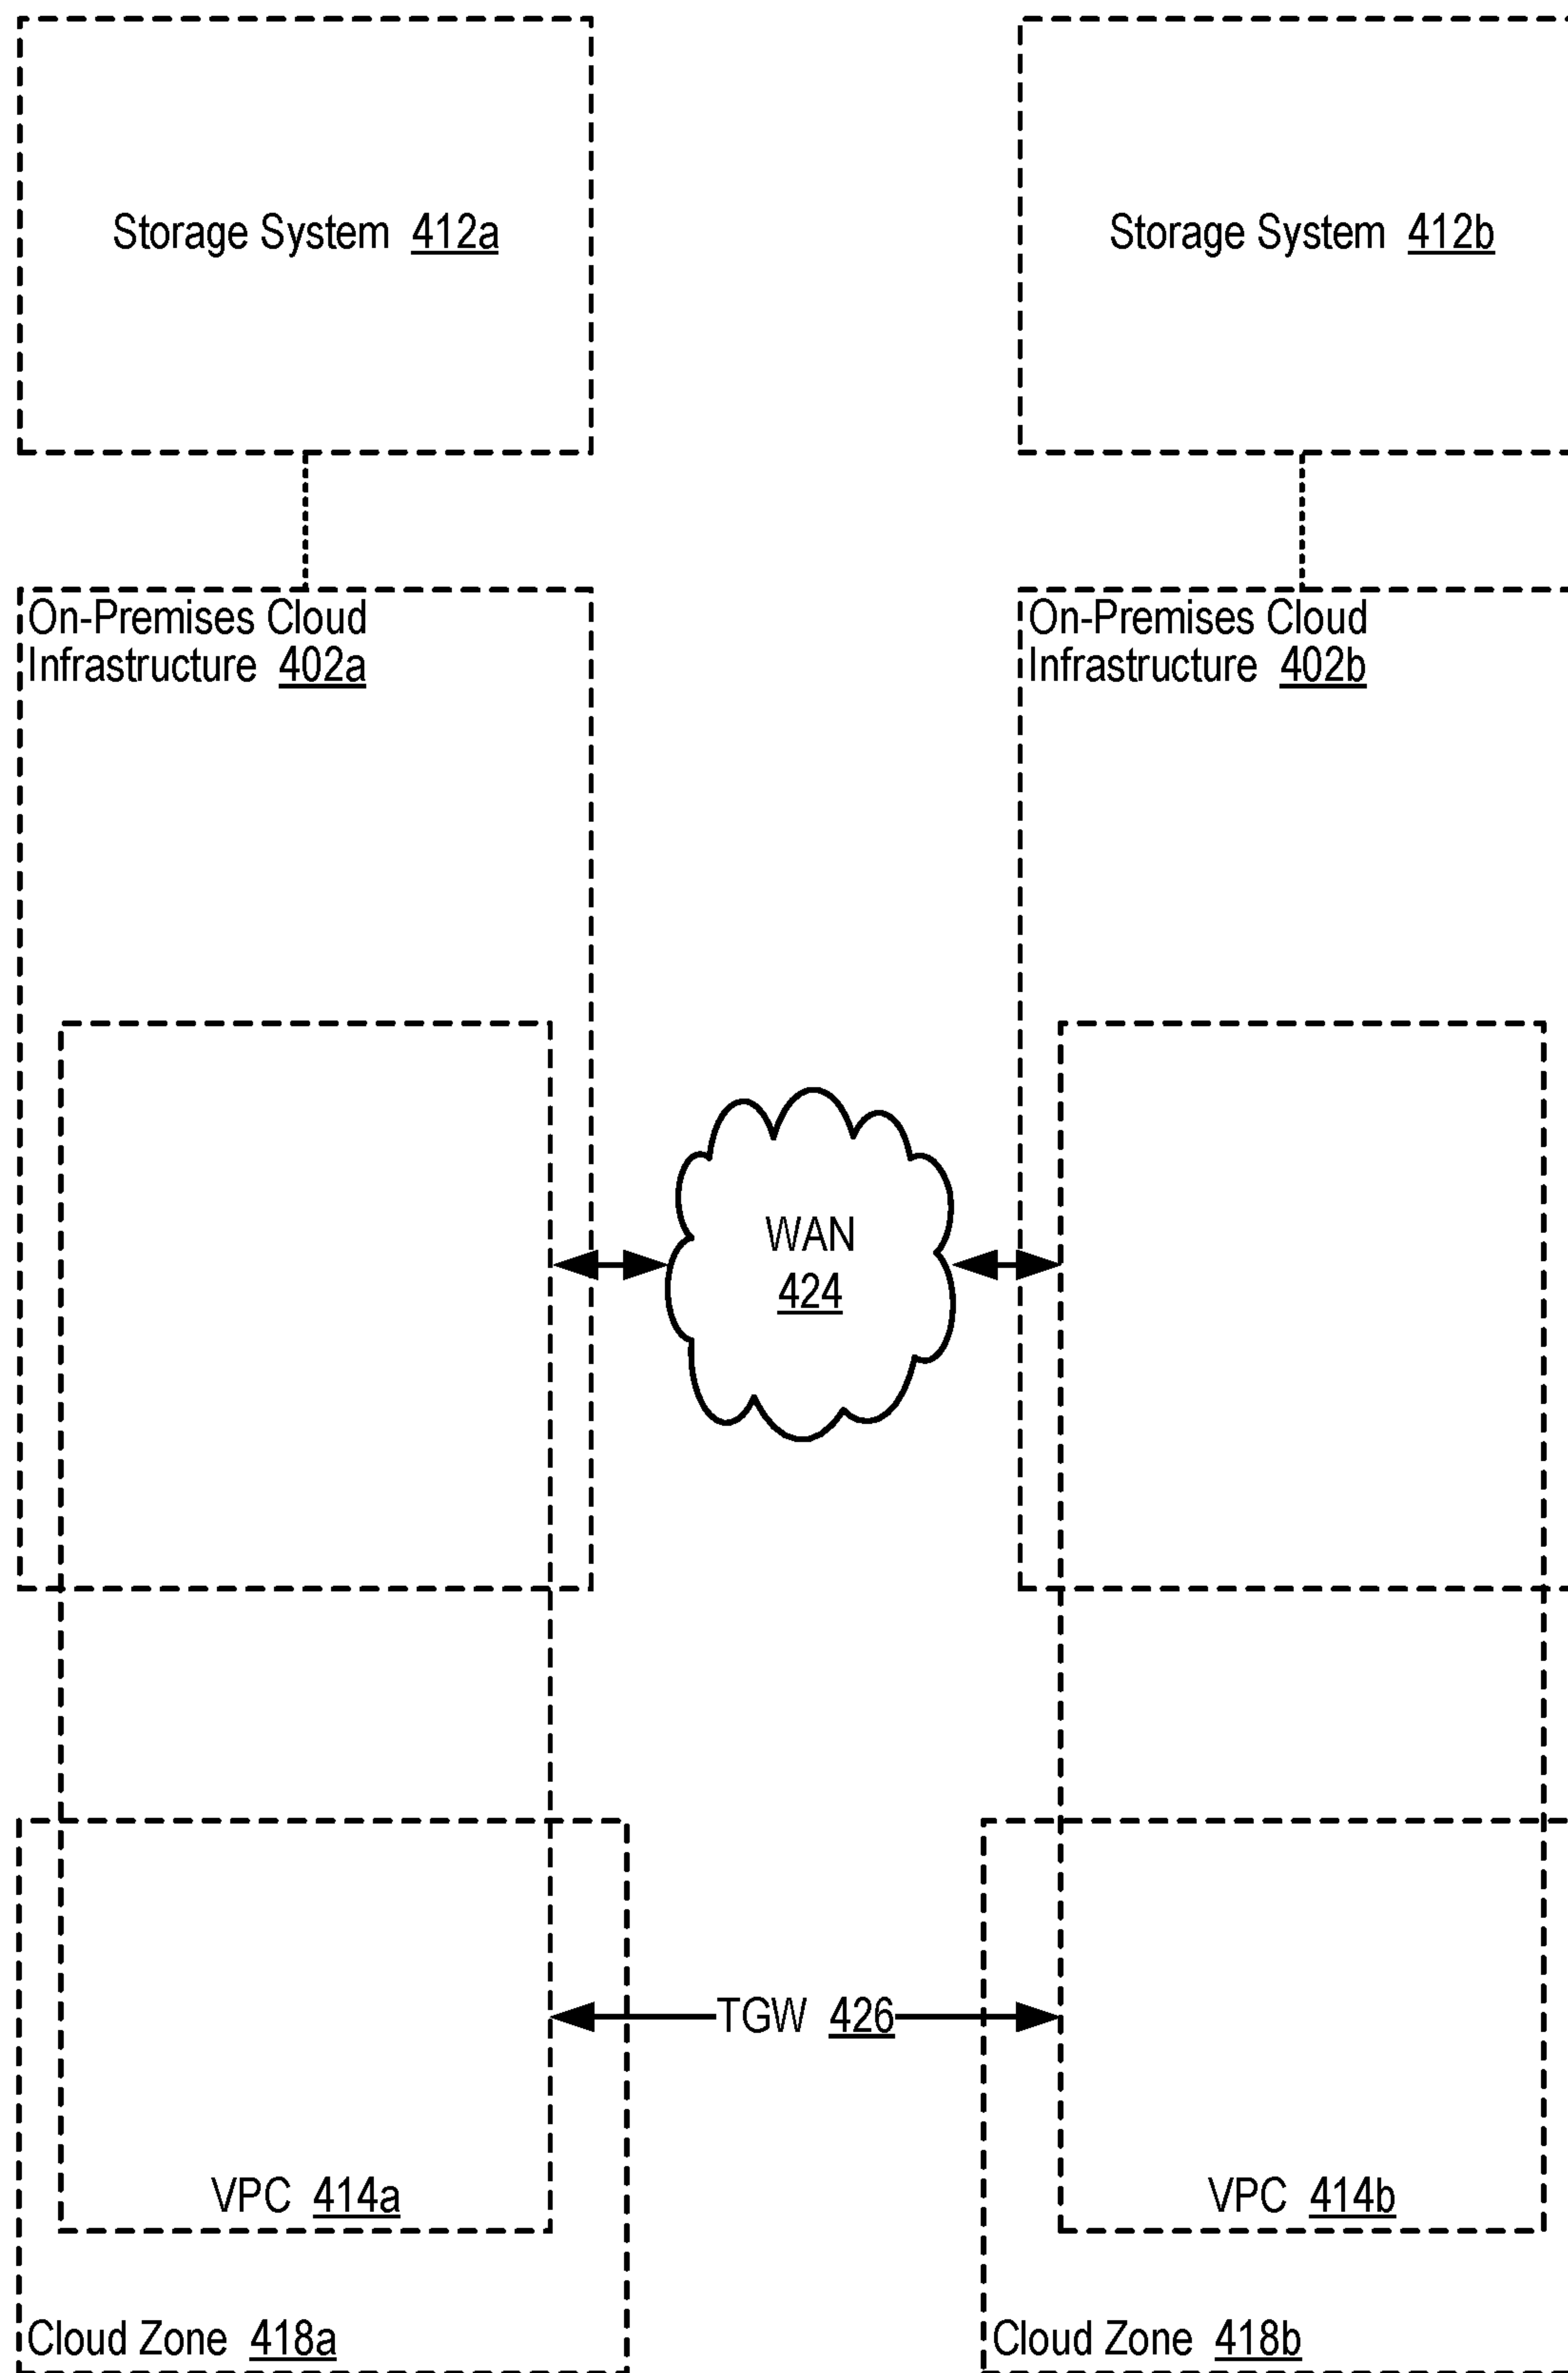 Storage System 412a
Storage System 412b
On-Premises Cloud
Infrastructure 402a
On-Premises Cloud
Infrastructure 402b
WAN
424
TGW 426
VPC 414a
VPC 414b
Cloud Zone 418a
Cloud Zone 418b